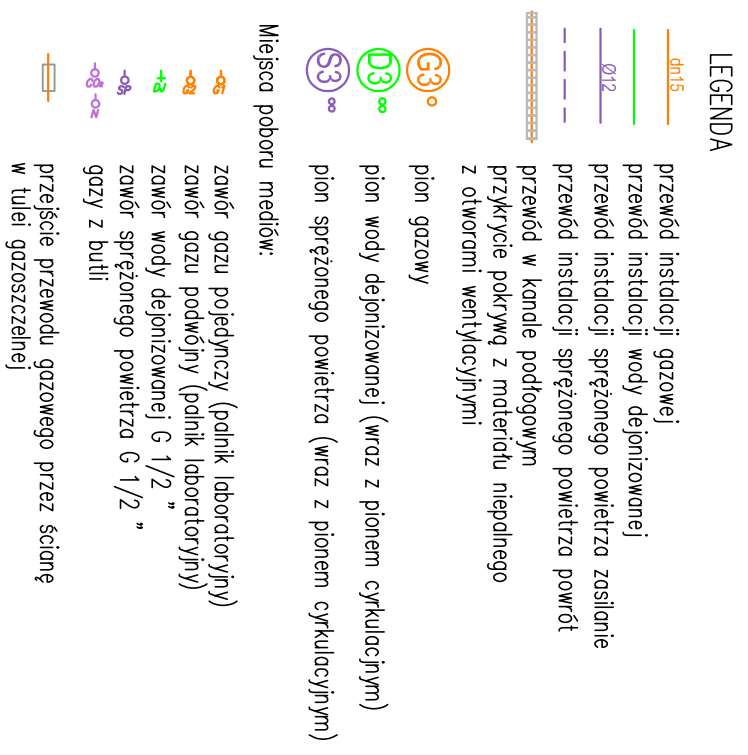 LEGENDA
dn15 przewód instalacji gazowej
przewód instalacji wody dejonizowanej
Ø12 przewód instalacji sprężonego powietrza zasilanie
przewód instalacji sprężonego powietrza powrót
przewód w kanale podłogowym
przykrycie pokrywą z materiału niepalnego
z otworami wentylacyjnymi
G3 pion gazowy
D3 pion wody dejonizowanej (wraz z pionem cyrkulacjnym)
S3 pion sprężonego powietrza (wraz z pionem cyrkulacyjnym)
Miejsca poboru mediów:
G1 zawór gazu pojedynczy (palnik laboratoryjny)
G2 zawór gazu podwójny (palnik laboratoryjny)
DJ zawór wody dejonizowanej G 1/2 "
SP zawór sprężonego powietrza G 1/2 "
CO2 N gazy z butli
przejście przewodu gazowego przez ścianę
w tulei gazoszczelnej